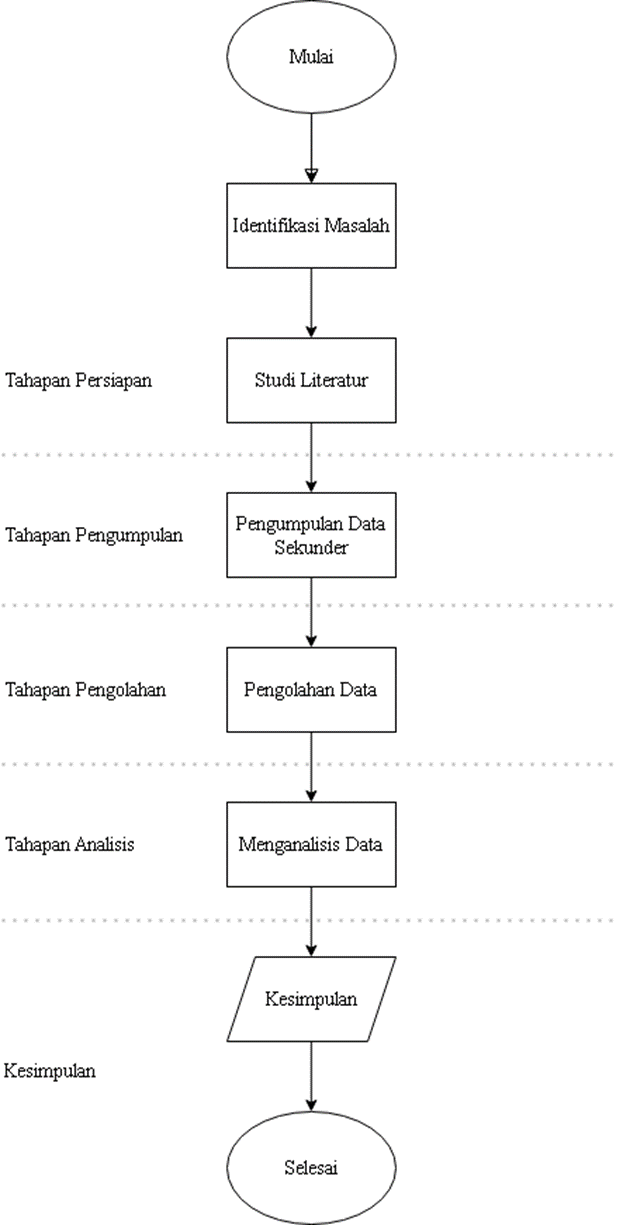 Mulai
Identifikasi Masalah
Tahapan Persiapan
Studi Literatur
Tahapan Pengumpulan
Pengumpulan Data
Sekunder
Tahapan Pengolahan
Pengolahan Data
Tahapan Analisis
Menganalisis Data
Kesimpulan
Kesimpulan
Selesai